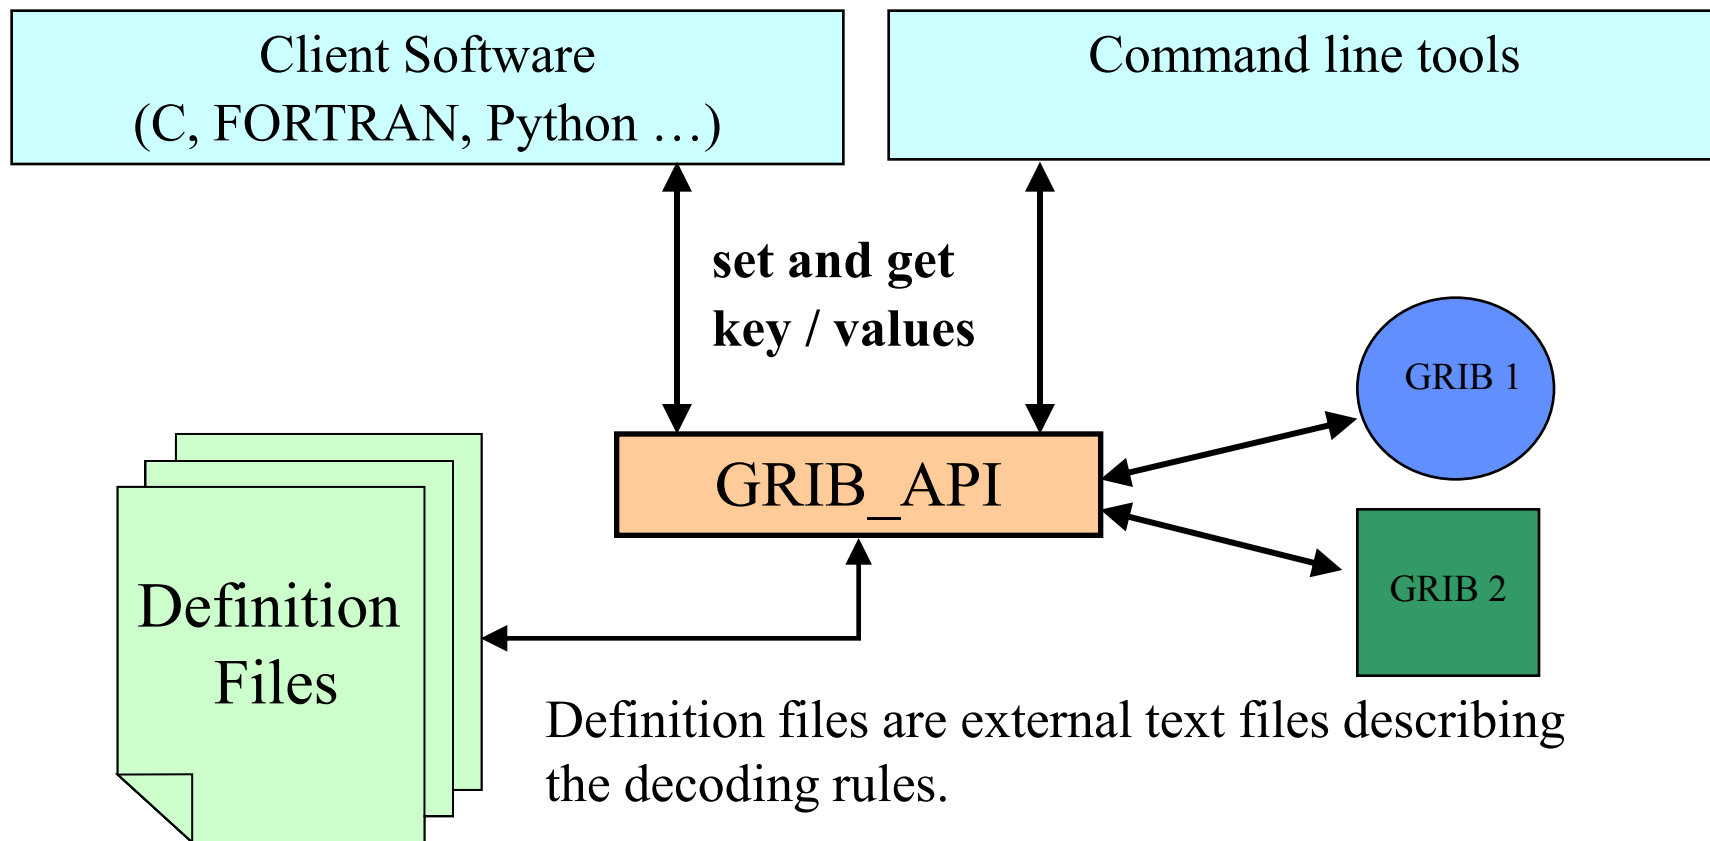 Client Software
(C, FORTRAN, Python …)
Command line tools
set and get
key / values
GRIB 1
GRIB_API
GRIB 2
Definition
Files
Definition files are external text files describing
the decoding rules.